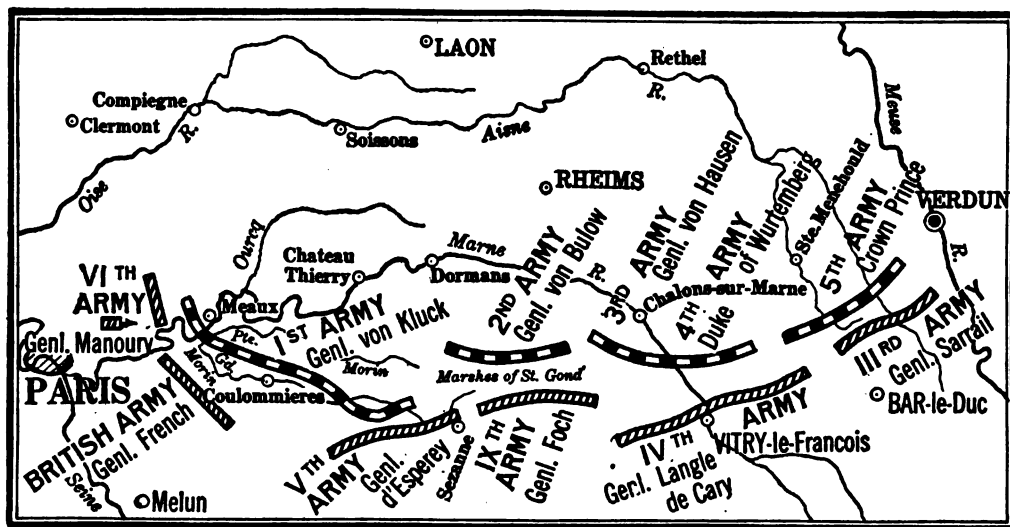 LAON
Rethel
R.
Meuse
Compiegne
Clermont
R.
Soissons
Aisne
Oise
RHEIMS
VERDUN
R.
Ste. Menehould
Ourcq
Chateau
Thierry
Marne
Dormans
R.
Chalons-sur-Marne
VI TH
ARMY
Genl. Manoury
PARIS
Meaux
Pte.
Morin
Gd.
Morin
Coulommieres
1ST ARMY
Genl. von Kluck
2ND ARMY
Genl. von Bulow
3RD ARMY
Genl. von Hausen
4TH ARMY
Duke of Wurtemberg
5TH ARMY
Crown Prince
Marshes of St. Gond
III RD ARMY
Genl. Sarrail
BAR-le-Duc
BRITISH ARMY
Genl. French
Seine
Melun
V TH
ARMY
Genl.
d'Esperey
Sezanne
IX TH
ARMY
Genl. Foch
IV TH ARMY
Ger.l. Langle
de Cary
VITRY-le-Francois